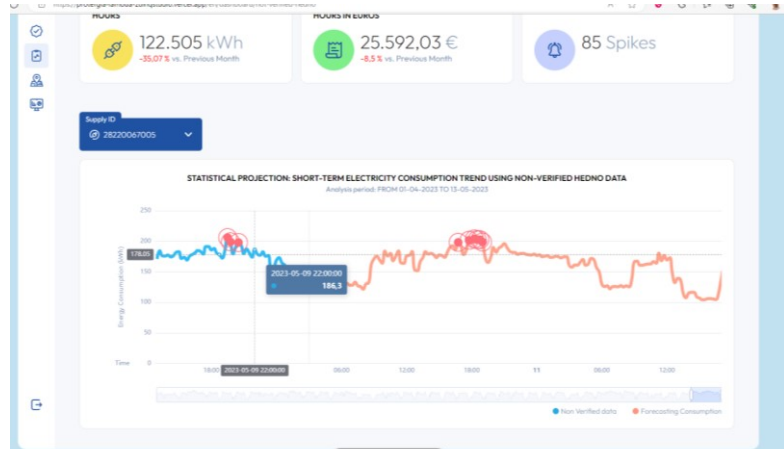 HOURS
HOURS IN EUROS
122.505 kWh
-35,07 % vs. Previous Month
25.592,03 €
-8,5 % vs. Previous Month
85 Spikes
Supply ID
28220067005
STATISTICAL PROJECTION: SHORT-TERM ELECTRICITY CONSUMPTION TREND USING NON-VERIFIED HEDNO DATA
Analysis period: FROM 01-04-2023 TO 13-05-2023
Energy Consumption (kWh)
250
200
178,05
150
100
50
0
2023-05-09 22:00:00
186,3
Time
18:00
2023-05-09 22:00:00
06:00
12:00
18:00
11
06:00
12:00
Non Verified data
Forecasting Consumption